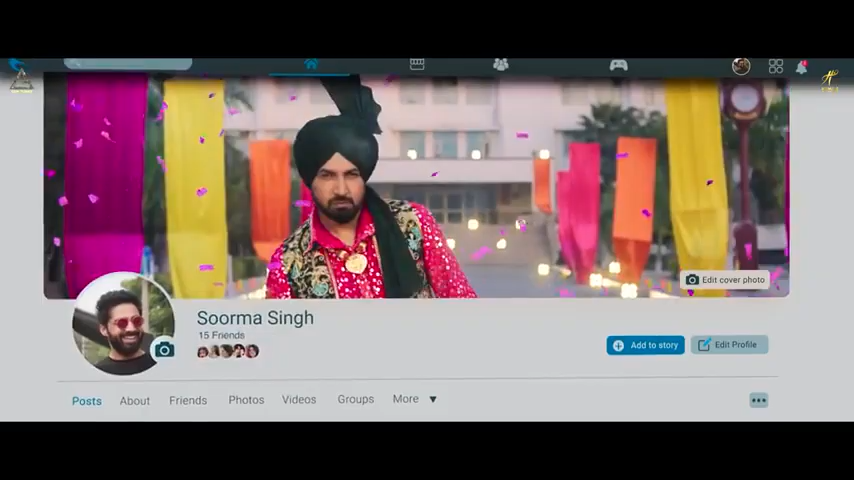 Edit cover photo
Soorma Singh
15 Friends
Add to story
Edit Profile
Posts
About
Friends
Photos
Videos
Groups
More